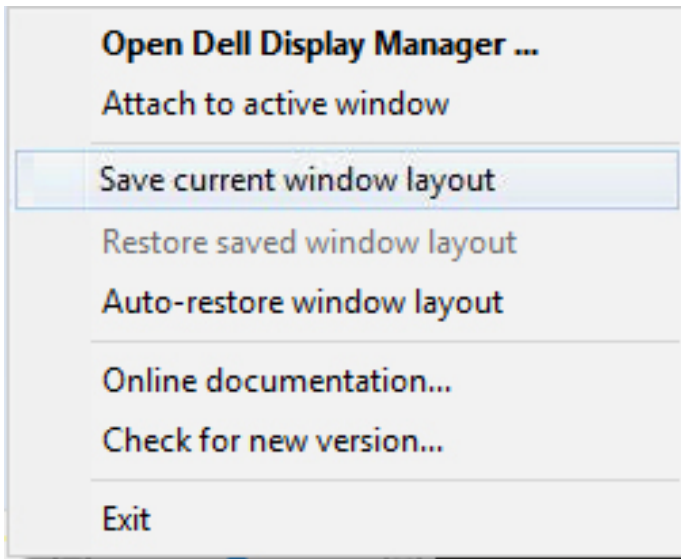 Open Dell Display Manager ...
Attach to active window
Save current window layout
Restore saved window layout
Auto-restore window layout
Online documentation...
Check for new version...
Exit